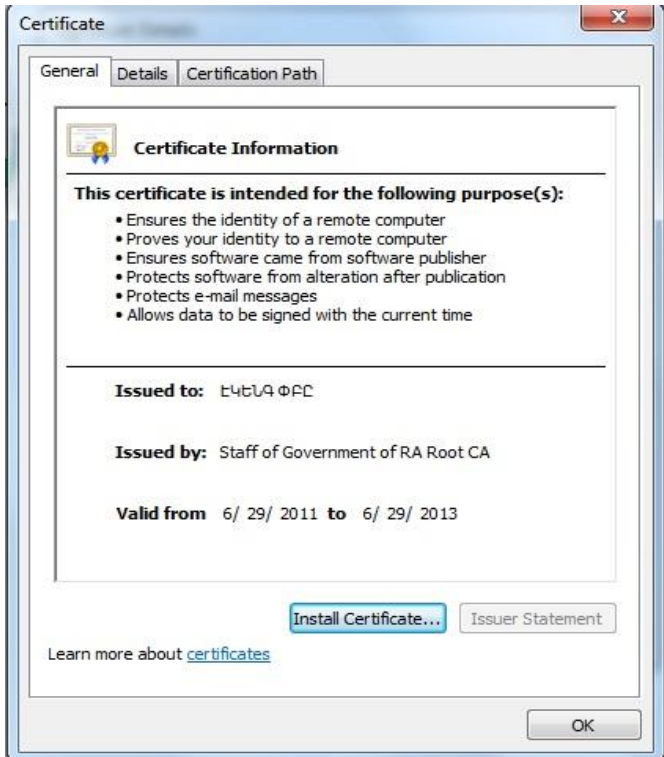 Certificate
General
Details
Certification Path
Certificate Information
This certificate is intended for the following purpose(s):
• Ensures the identity of a remote computer
• Proves your identity to a remote computer
• Ensures software came from software publisher
• Protects software from alteration after publication
• Protects e-mail messages
• Allows data to be signed with the current time
Issued to: ԷԿԵՆԳ ՓԲԸ
Issued by: Staff of Government of RA Root CA
Valid from 6/ 29/ 2011 to 6/ 29/ 2013
Install Certificate... Issuer Statement
Learn more about certificates
OK